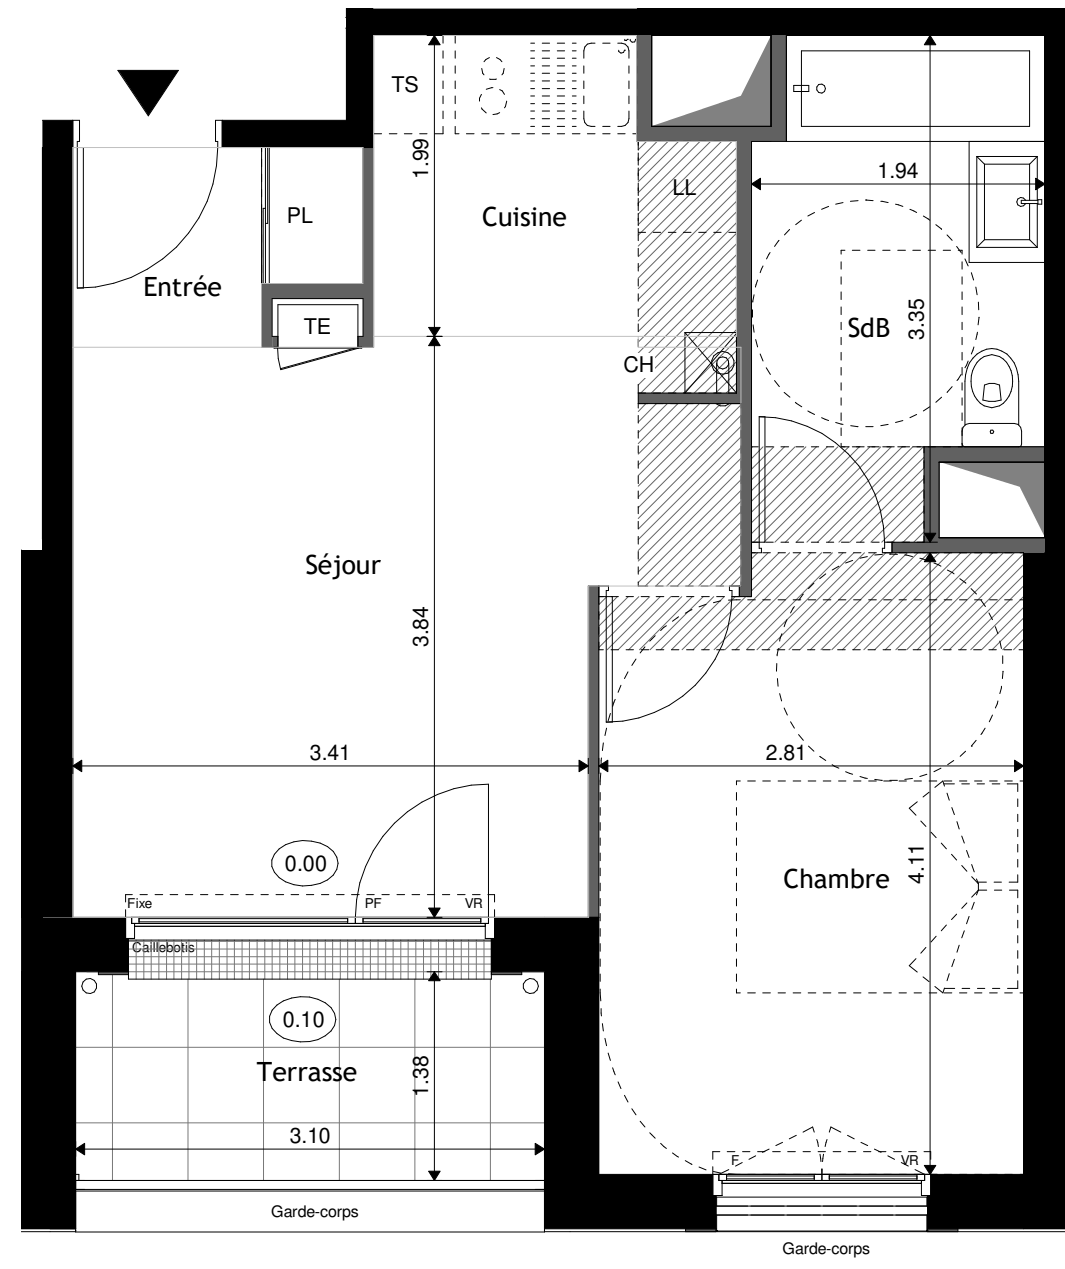 TS
1.99
LL
1.94
PL
Cuisine
Entrée
TE
SdB
3.35
CH
Séjour
3.84
3.41
2.81
0.00
Chambre
4.11
Fixe
PF
VR
Caillebotis
0.10
Terrasse
1.38
3.10
F
VR
Garde-corps
Garde-corps